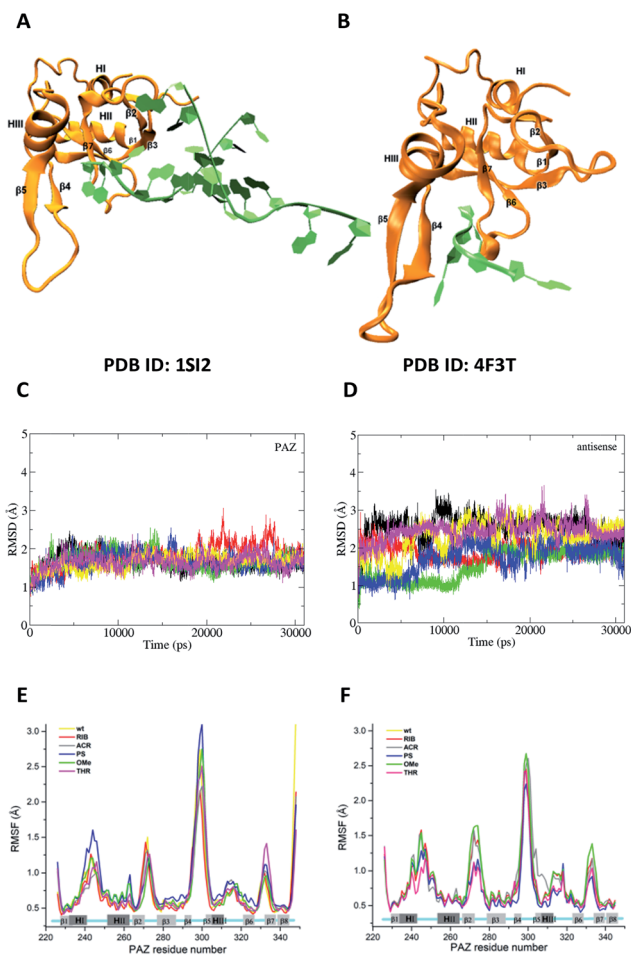 A
B
HI
HII
β2
HIII
β7
β6
β1
β3
β5
β4
HI
HII
β2
HIII
β1
β7
β3
β6
β5
β4
PDB ID: 1SI2
PDB ID: 4F3T
C
D
PAZ
5
4
3
2
1
0
RMSD (Å)
0
10000
20000
30000
Time (ps)
antisense
5
4
3
2
1
0
RMSD (Å)
0
10000
20000
30000
Time (ps)
E
F
wt
RIB
ACR
PS
OMe
THR
3.0
2.5
2.0
1.5
1.0
0.5
RMSF (Å)
β1 HI HII β2 β3 β4 β5 HIII β6 β7 β8
220 240 260 280 300 320 340
PAZ residue number
wt
RIB
ACR
PS
OMe
THR
3.0
2.5
2.0
1.5
1.0
0.5
RMSF (Å)
β1 HI HII β2 β3 β4 β5 HIII β6 β7 β8
220 240 260 280 300 320 340
PAZ residue number